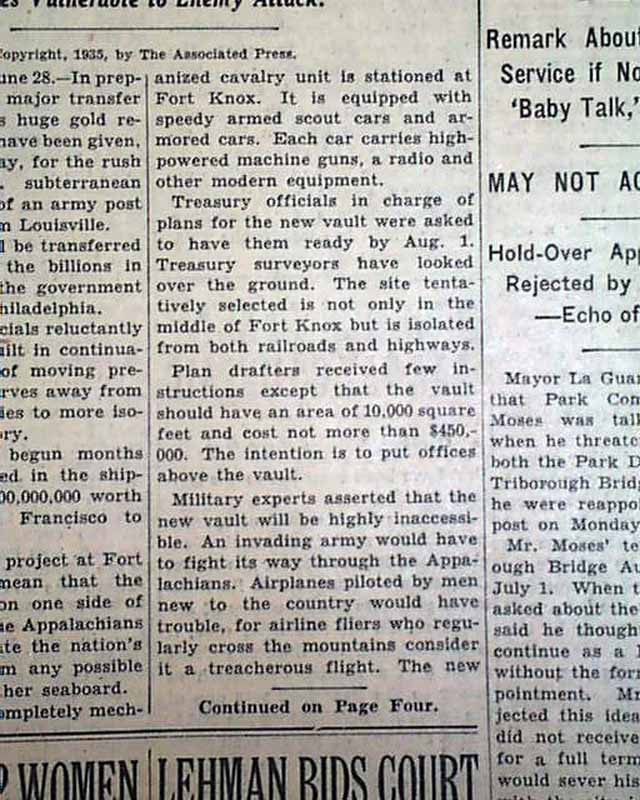 Vulnerable to Enemy Attack.
Copyright, 1935, by The Associated Press.
June 28.—In prep-
major transfer
huge gold re-
have been given,
for the rush
subterranean
of an army post
Louisville.
be transferred
the billions in
the government
Philadelphia.
reluctantly
in continua-
of moving pre-
away from
to more iso-
begun months
in the ship-
00,000,000 worth
Francisco to
project at Fort
mean that the
on one side of
Appalachians
the nation's
any possible
her seaboard.
completely mech-
anized cavalry unit is stationed at
Fort Knox. It is equipped with
speedy armed scout cars and ar-
mored cars. Each car carries high-
powered machine guns, a radio and
other modern equipment.
Treasury officials in charge of
plans for the new vault were asked
to have them ready by Aug. 1.
Treasury surveyors have looked
over the ground. The site tenta-
tively selected is not only in the
middle of Fort Knox but is isolated
from both railroads and highways.
Plan drafters received few in-
structions except that the vault
should have an area of 10,000 square
feet and cost not more than $450,-
000. The intention is to put offices
above the vault.
Military experts asserted that the
new vault will be highly inaccessi-
ble. An invading army would have
to fight its way through the Appa-
lachians. Airplanes piloted by men
new to the country would have
trouble, for airline fliers who regu-
larly cross the mountains consider
it a treacherous flight. The new
Continued on Page Four.
WOMEN
LEHMAN BIDS COURT
Remark About
Service if No
'Baby Talk,'
MAY NOT AC
Hold-Over App
Rejected by
—Echo of
Mayor La Guar
that Park Com
Moses was talk
when he threate
both the Park D
Triborough Bridg
he were reappoi
post on Monday
Mr. Moses' te
ough Bridge Au
July 1. When
asked about the
said he though
continue as a
without the for
pointment. Mr
jected this idea
did not receive
for a full term
would sever his